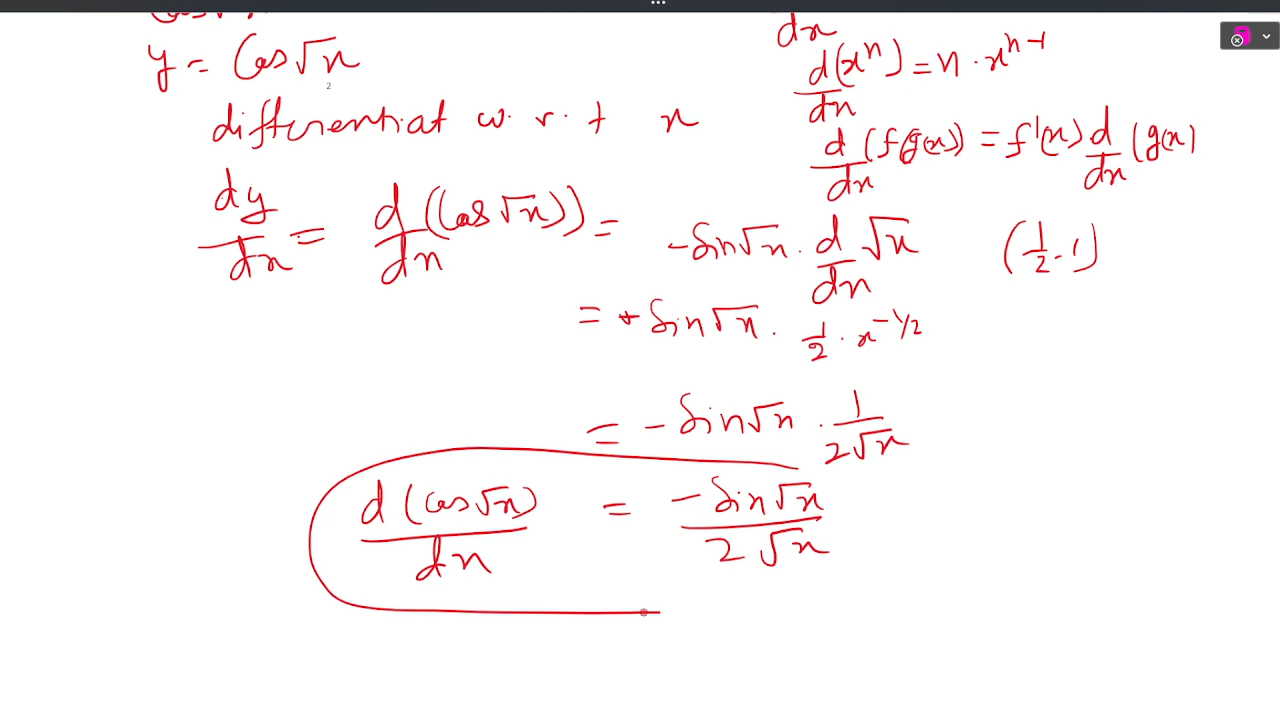 y = Cos√x
differentiat w. r. t x
dy/dx = d/dx (Cos√x)) = -Sin√x · d/dx √x
= + Sin√x · 1/2 · x^-1/2
= - Sin√x · 1/2√x
d (Cos√x)/dx = - Sin√x/2√x
dx
d/dx (x^n) = n · x^n-1
d/dx (f(g(x)) = f'(x) d/dx (g(x)
(1/2 - 1)